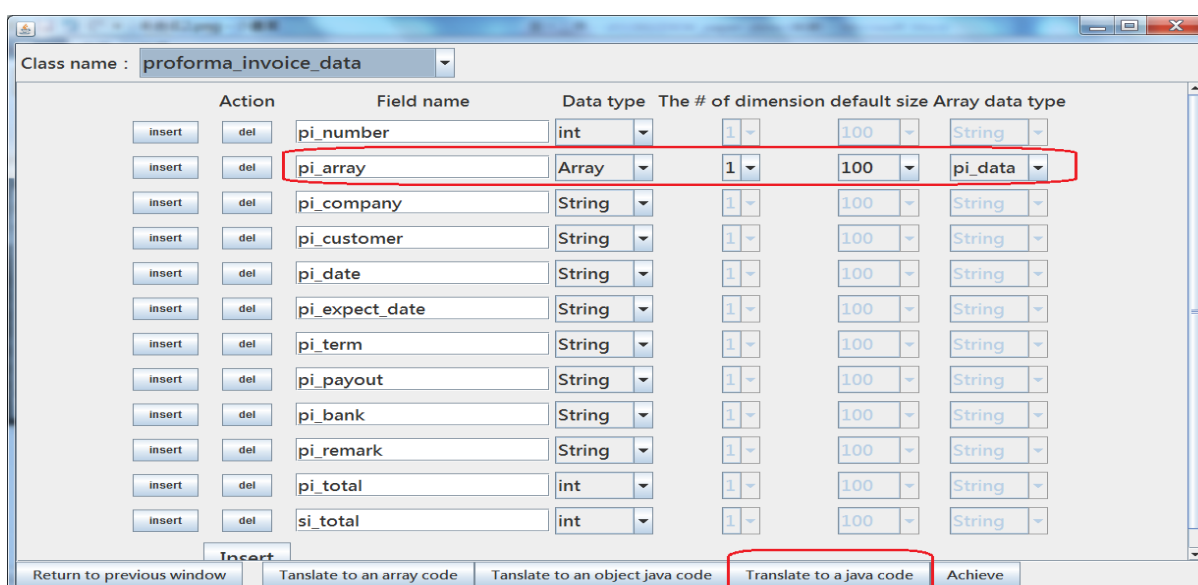 Class name : proforma_invoice_data
Action Field name Data type The # of dimension default size Array data type
insert del pi_number int 1 100 String
insert del pi_array Array 1 100 pi_data
insert del pi_company String 1 100 String
insert del pi_customer String 1 100 String
insert del pi_date String 1 100 String
insert del pi_expect_date String 1 100 String
insert del pi_term String 1 100 String
insert del pi_payout String 1 100 String
insert del pi_bank String 1 100 String
insert del pi_remark String 1 100 String
insert del pi_total int 1 100 String
insert del si_total int 1 100 String
Insert
Return to previous window Tanslate to an array code Tanslate to an object java code Translate to a java code Achieve